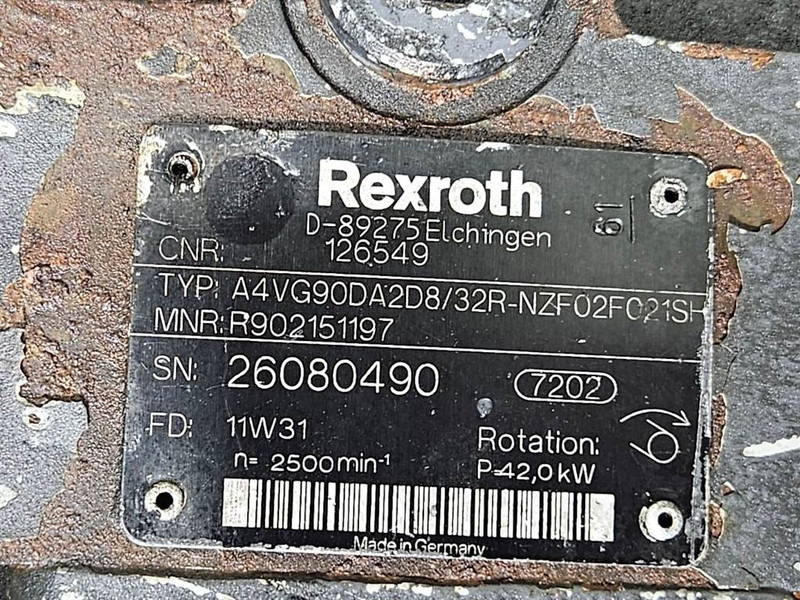 Rexroth
D-89275 Elchingen
61
CNR: 126549
TYP: A4VG90DA2D8/32R-NZF02F021SH
MNR: R902151197
SN: 26080490 7202
FD: 11W31 Rotation:
n= 2500min-1 P=42,0kW
Made in Germany